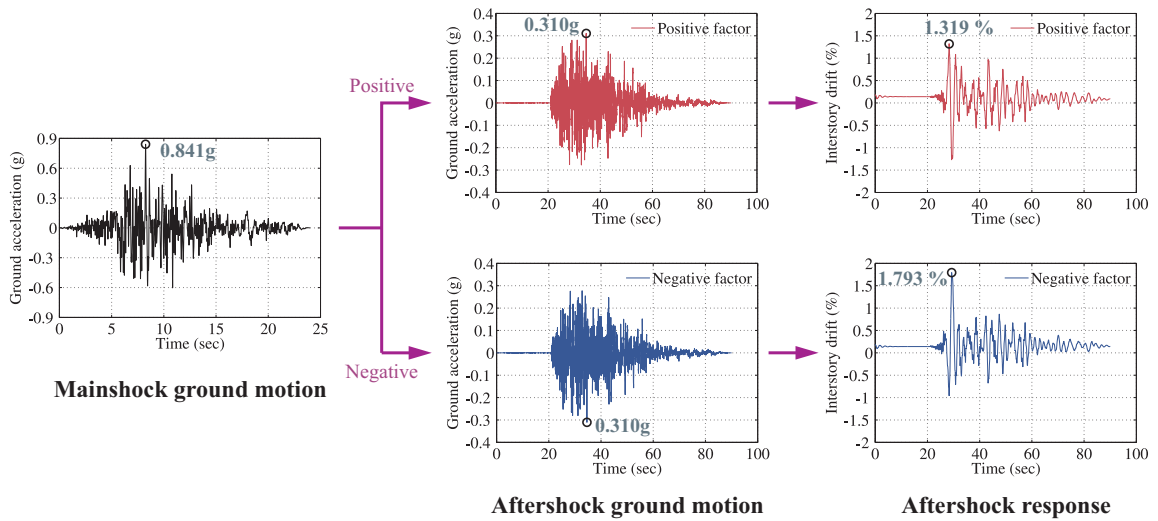 Ground acceleration (g)
0.9
0.6
0.3
0
-0.3
-0.6
-0.9
0.841g
0 5 10 15 20 25
Time (sec)
Mainshock ground motion
Positive
Negative
Ground acceleration (g)
0.4
0.3
0.2
0.1
0
-0.1
-0.2
-0.3
-0.4
0.310g
Positive factor
0 20 40 60 80 100
Time (sec)
Interstory drift (%)
2
1.5
1
0.5
0
-0.5
-1
-1.5
-2
1.319 %
Positive factor
0 20 40 60 80 100
Time (sec)
Ground acceleration (g)
0.4
0.3
0.2
0.1
0
-0.1
-0.2
-0.3
-0.4
Negative factor
0.310g
0 20 40 60 80 100
Time (sec)
Aftershock ground motion
Interstory drift (%)
2
1.5
1
0.5
0
-0.5
-1
-1.5
-2
1.793 %
Negative factor
0 20 40 60 80 100
Time (sec)
Aftershock response